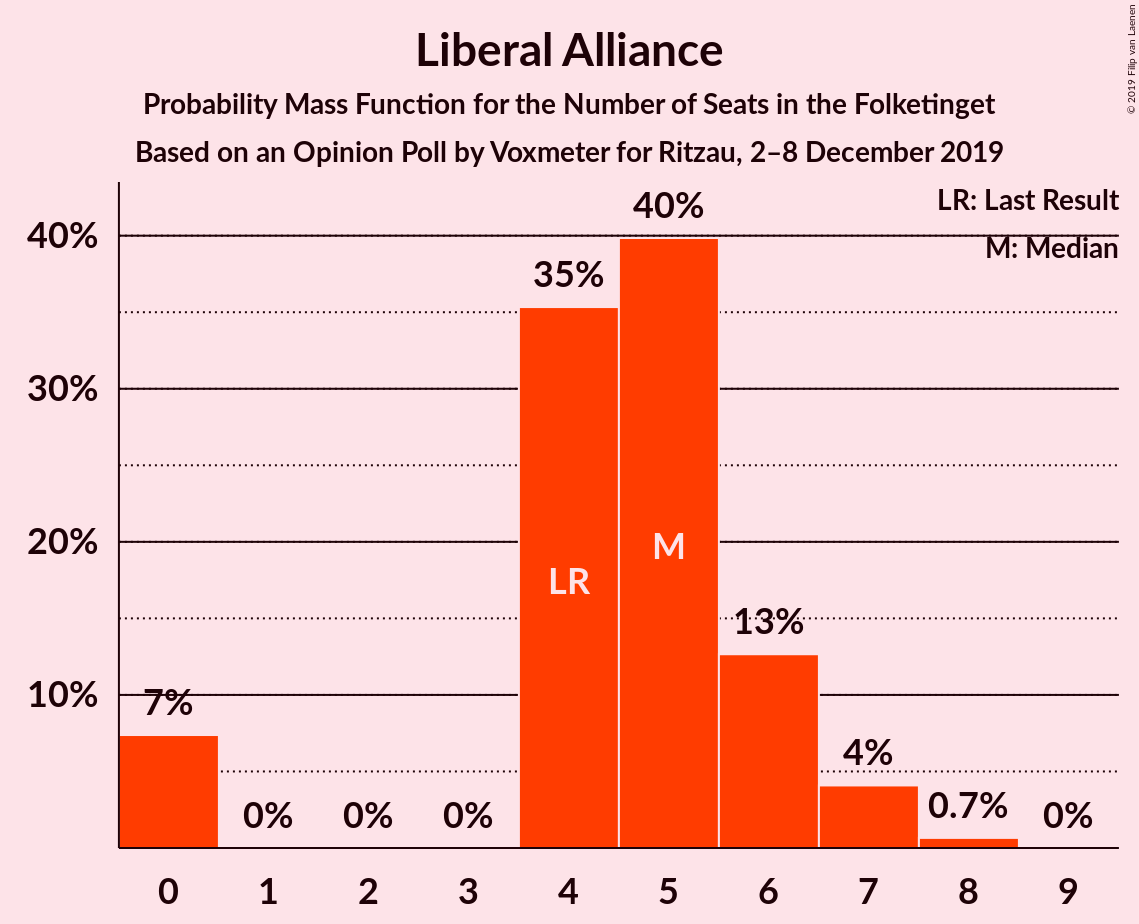 © 2019 Filip van Laenen
Liberal Alliance
Probability Mass Function for the Number of Seats in the Folketinget
Based on an Opinion Poll by Voxmeter for Ritzau, 2–8 December 2019
LR: Last Result
M: Median
40%
30%
20%
10%
7%
0%
0%
0%
35%
40%
13%
4%
0.7%
0%
LR
M
0 1 2 3 4 5 6 7 8 9